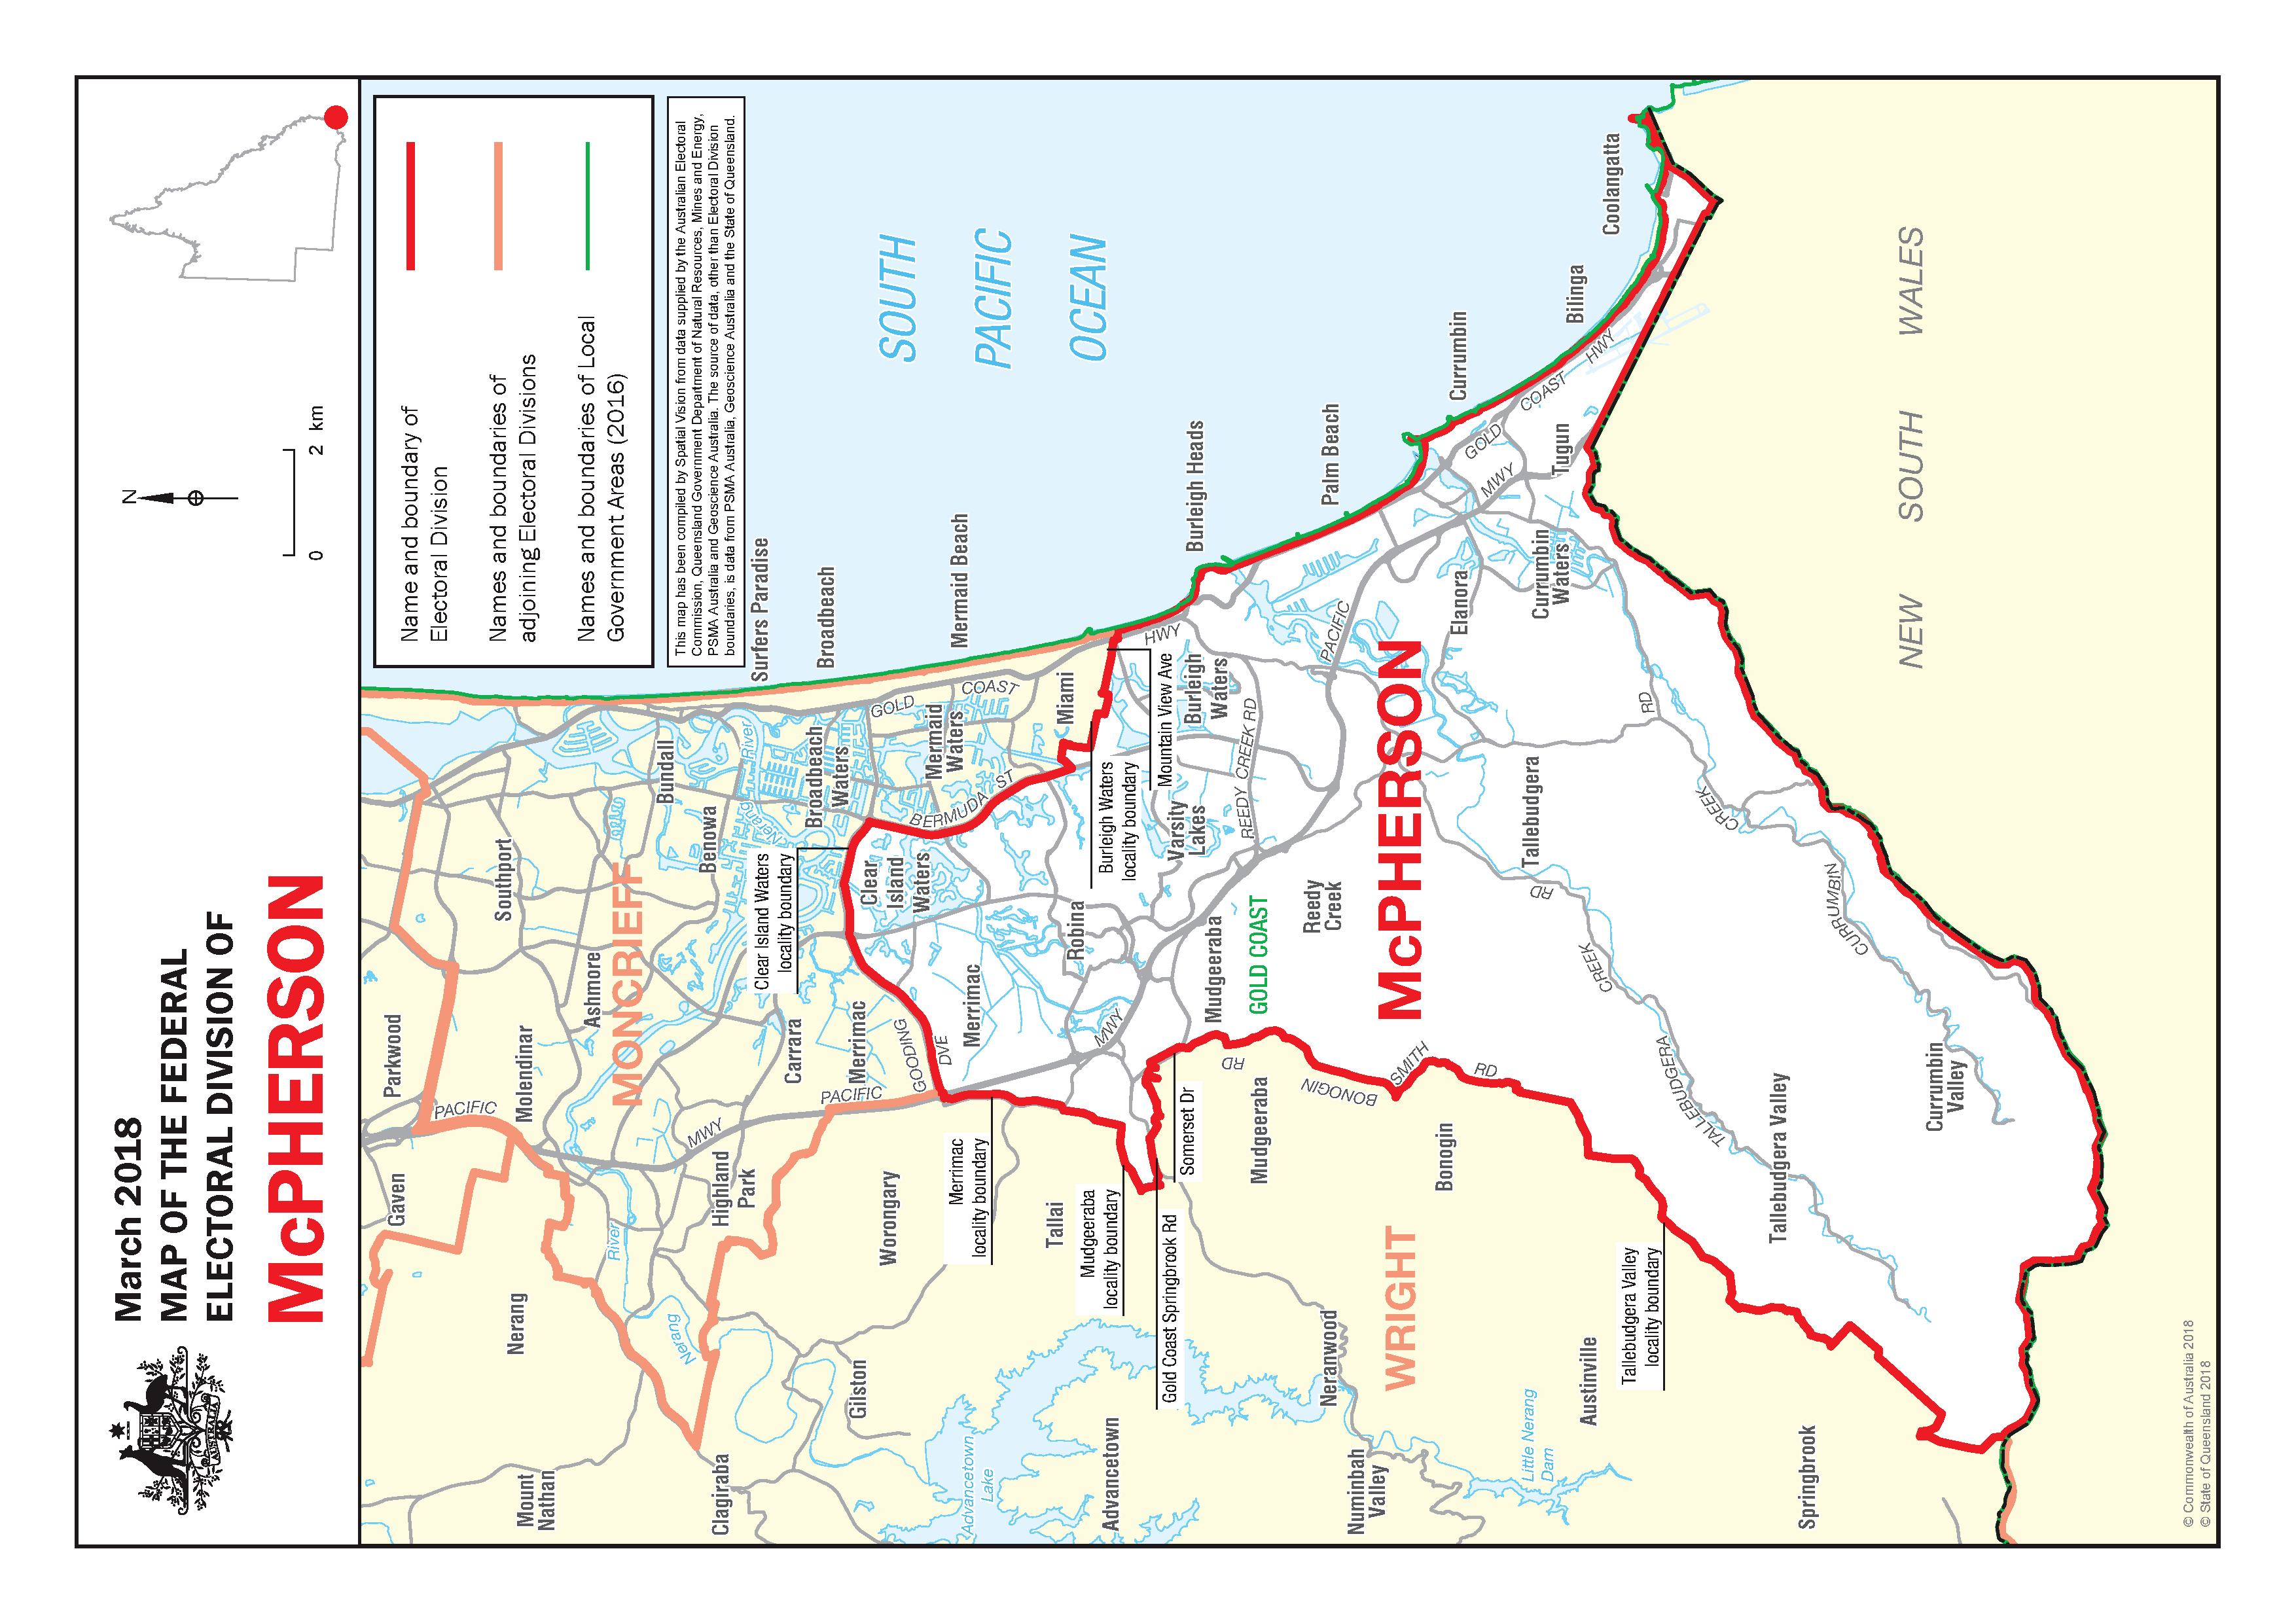 March 2018
MAP OF THE FEDERAL
ELECTORAL DIVISION OF
McPHERSON
AUSTRALIA
N
0 2 km
Name and boundary of
Electoral Division
Names and boundaries of
adjoining Electoral Divisions
Names and boundaries of Local
Government Areas (2016)
This map has been compiled by Spatial Vision from data supplied by the Australian Electoral
Commission, Queensland Government Department of Natural Resources, Mines and Energy,
PSMA Australia and Geoscience Australia. The source of data, other than Electoral Division
boundaries, is data from PSMA Australia, Geoscience Australia and the State of Queensland.
Gaven
Parkwood
PACIFIC
Southport
Molendinar
Nerang
Mount
Nathan
Ashmore
MONCRIEFF
River
Nerang
Bundall
Benowa
Nerang
River
MWY
Highland
Park
Clagiraba
Surfers Paradise
Clear Island Waters
locality boundary
Carrara
Broadbeach
Broadbeach
Waters
PACIFIC
Merrimac
Gilston
Worongary
Clear
Island
Waters
GOLD
COAST
HWY
BERMUDA ST
GOODING
DVE
SOUTH
PACIFIC
OCEAN
Mermaid Beach
Mermaid
Waters
Merrimac
Merrimac
locality boundary
Advancetown
Lake
Miami
Robina
Tallai
Mudgeeraba
locality boundary
Burleigh Waters
locality boundary
MWY
Advancetown
Mountain View Ave
Gold Coast Springbrook Rd
Somerset Dr
Varsity
Lakes
Burleigh
Waters
Burleigh Heads
Mudgeeraba
REEDY CREEK RD
GOLD COAST
RD
BONOGIN
Mudgeeraba
Reedy
Creek
PACIFIC
Palm Beach
Neranwood
Numinbah
Valley
McPHERSON
WRIGHT
SMITH
RD
Bonogin
Elanora
Currumbin
GOLD
COAST
HWY
MWY
Tallebudgera
RD
CREEK
TALLEBUDGERA
Currumbin
Waters
Tugun
Bilinga
Coolangatta
Little Nerang
Dam
Austinville
Tallebudgera Valley
locality boundary
RD
CREEK
CURRUMBIN
Tallebudgera Valley
Springbrook
Currumbin
Valley
NEW SOUTH WALES
© Commonwealth of Australia 2018
© State of Queensland 2018